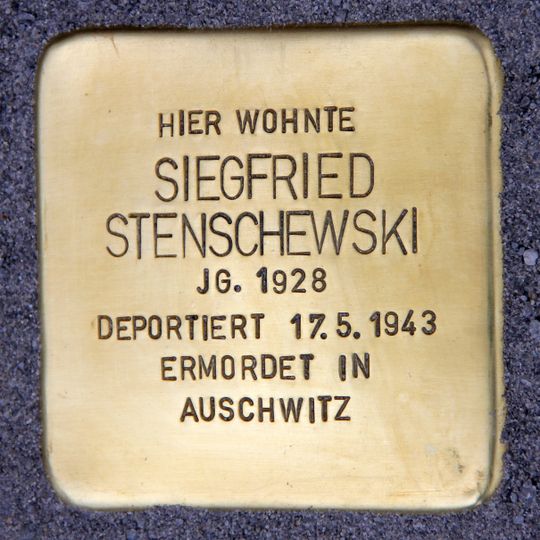 HIER WOHNTE
SIEGFRIED
STENSCHEWSKI
JG. 1928
DEPORTIERT 17.5.1943
ERMORDET IN
AUSCHWITZ